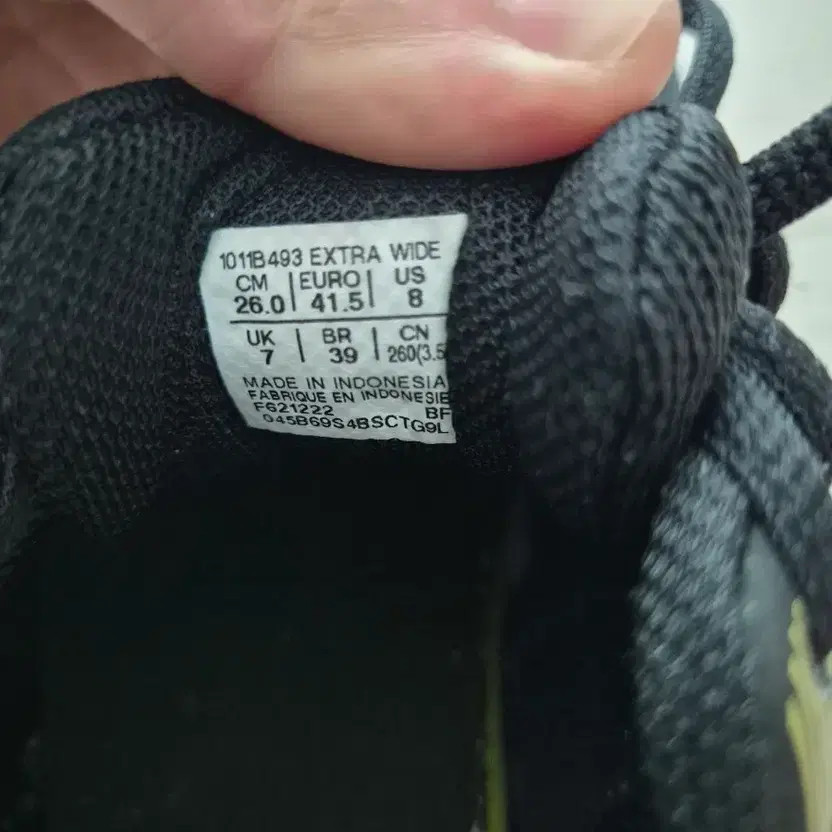 1011B493 EXTRA WIDE
CM | EURO | US
26.0 | 41.5 | 8
UK | BR | CN
7 | 39 | 260(3.5
MADE IN INDONESIA
FABRIQUE EN INDONESIE
F621222 BF
045B69S4BSCTG9L